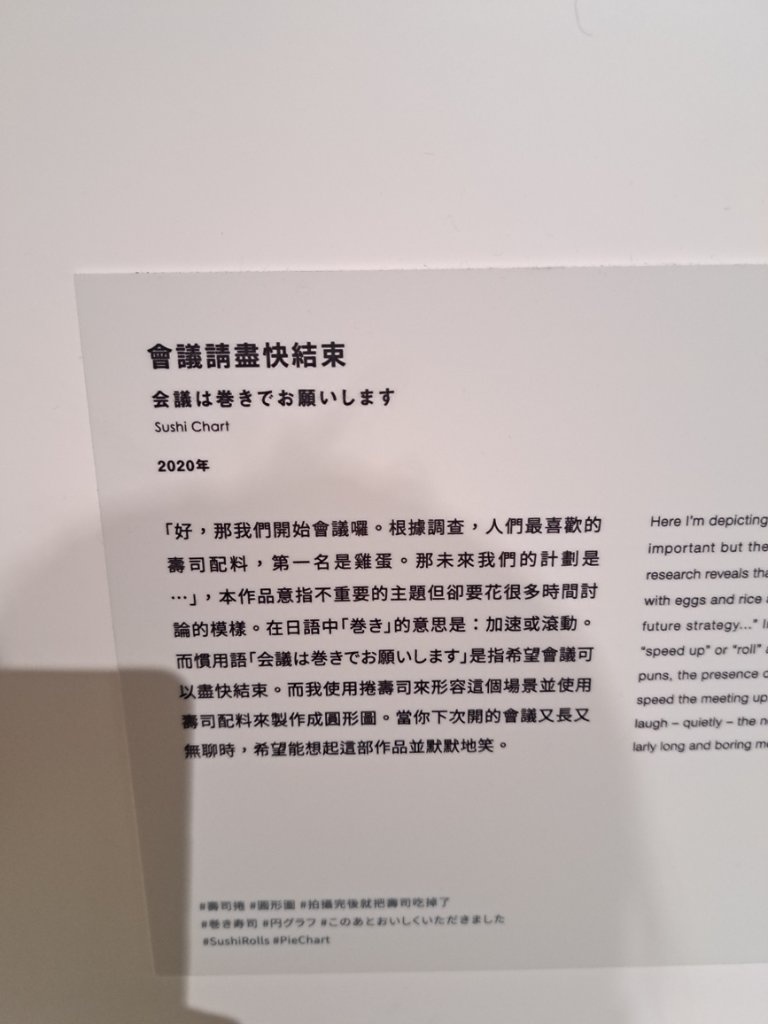 會議請盡快結束
会議は巻きでお願いします
Sushi Chart
2020年
「好，那我們開始會議囉。根據調查，人們最喜歡的
壽司配料，第一名是雞蛋。那未來我們的計劃是
…」，本作品意指不重要的主題但卻要花很多時間討
論的模樣。在日語中「巻き」的意思是：加速或滾動。
而慣用語「会議は巻きでお願いします」是指希望會議可
以盡快結束。而我使用捲壽司來形容這個場景並使用
壽司配料來製作成圓形圖。當你下次開的會議又長又
無聊時，希望能想起這部作品並默默地笑。
Here I'm depicting
important but the
research reveals tha
with eggs and rice
future strategy..."
"speed up" or "roll"
puns, the presence
speed the meeting up
laugh – quietly – the
larly long and boring
#壽司捲 #圓形圖 #拍攝完後就把壽司吃掉了
#巻き寿司 #円グラフ #このあとおいしくいただきました
#SushiRolls #PieChart